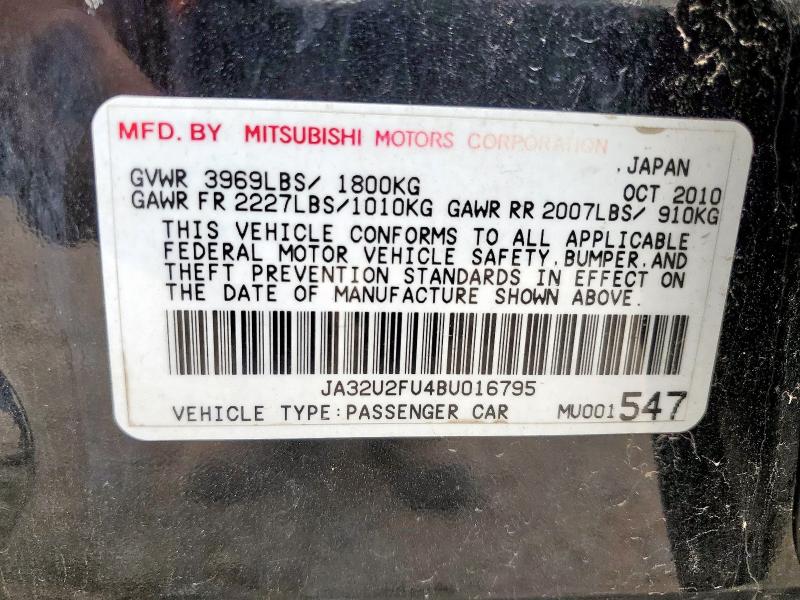 MFD. BY MITSUBISHI MOTORS CORPORATION
JAPAN
GVWR 3969LBS/ 1800KG OCT 2010
GAWR FR 2227LBS/1010KG GAWR RR 2007LBS/ 910KG
THIS VEHICLE CONFORMS TO ALL APPLICABLE
FEDERAL MOTOR VEHICLE SAFETY, BUMPER, AND
THEFT PREVENTION STANDARDS IN EFFECT ON
THE DATE OF MANUFACTURE SHOWN ABOVE.
JA32U2FU4BU016795
VEHICLE TYPE:PASSENGER CAR MU001547